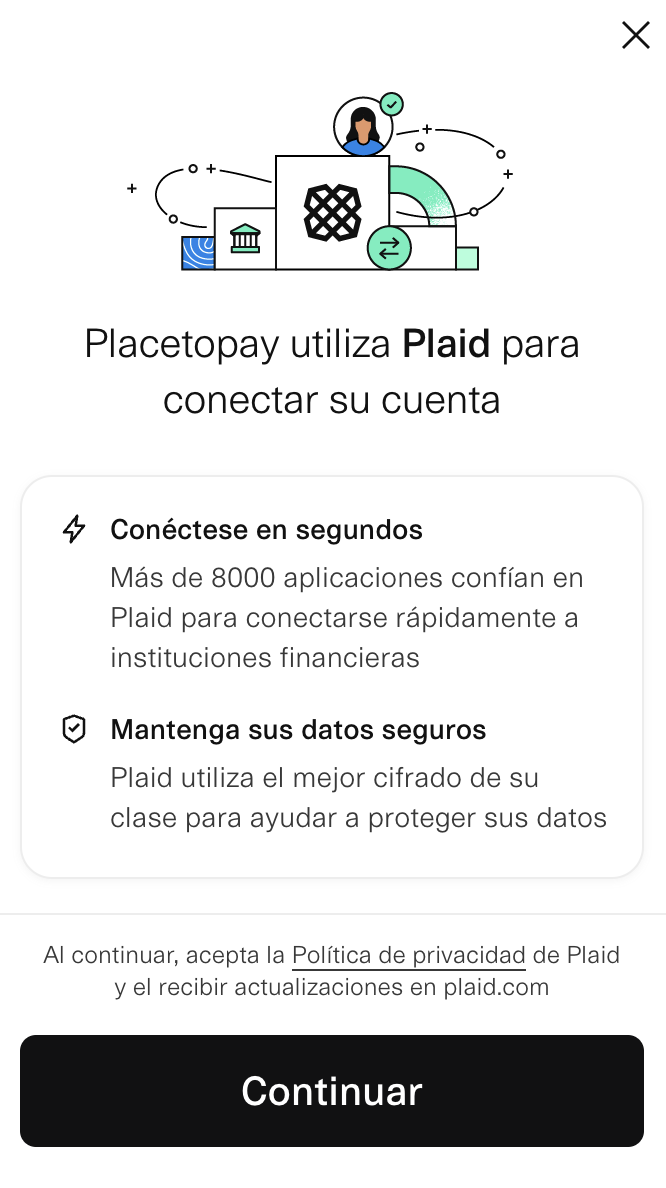 Placetopay utiliza Plaid para
conectar su cuenta
Conéctese en segundos
Más de 8000 aplicaciones confían en
Plaid para conectarse rápidamente a
instituciones financieras
Mantenga sus datos seguros
Plaid utiliza el mejor cifrado de su
clase para ayudar a proteger sus datos
Al continuar, acepta la Política de privacidad de Plaid
y el recibir actualizaciones en plaid.com
Continuar